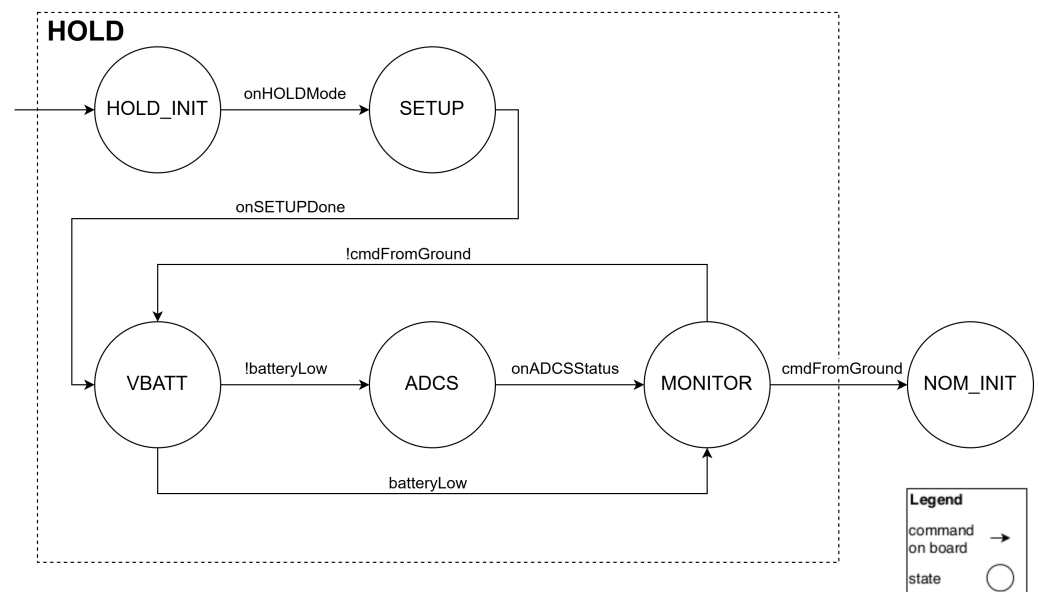 HOLD
HOLD_INIT
onHOLDMode
SETUP
onSETUPDone
!cmdFromGround
VBATT
!batteryLow
ADCS
onADCSStatus
MONITOR
cmdFromGround
NOM_INIT
batteryLow
Legend
command
on board
state